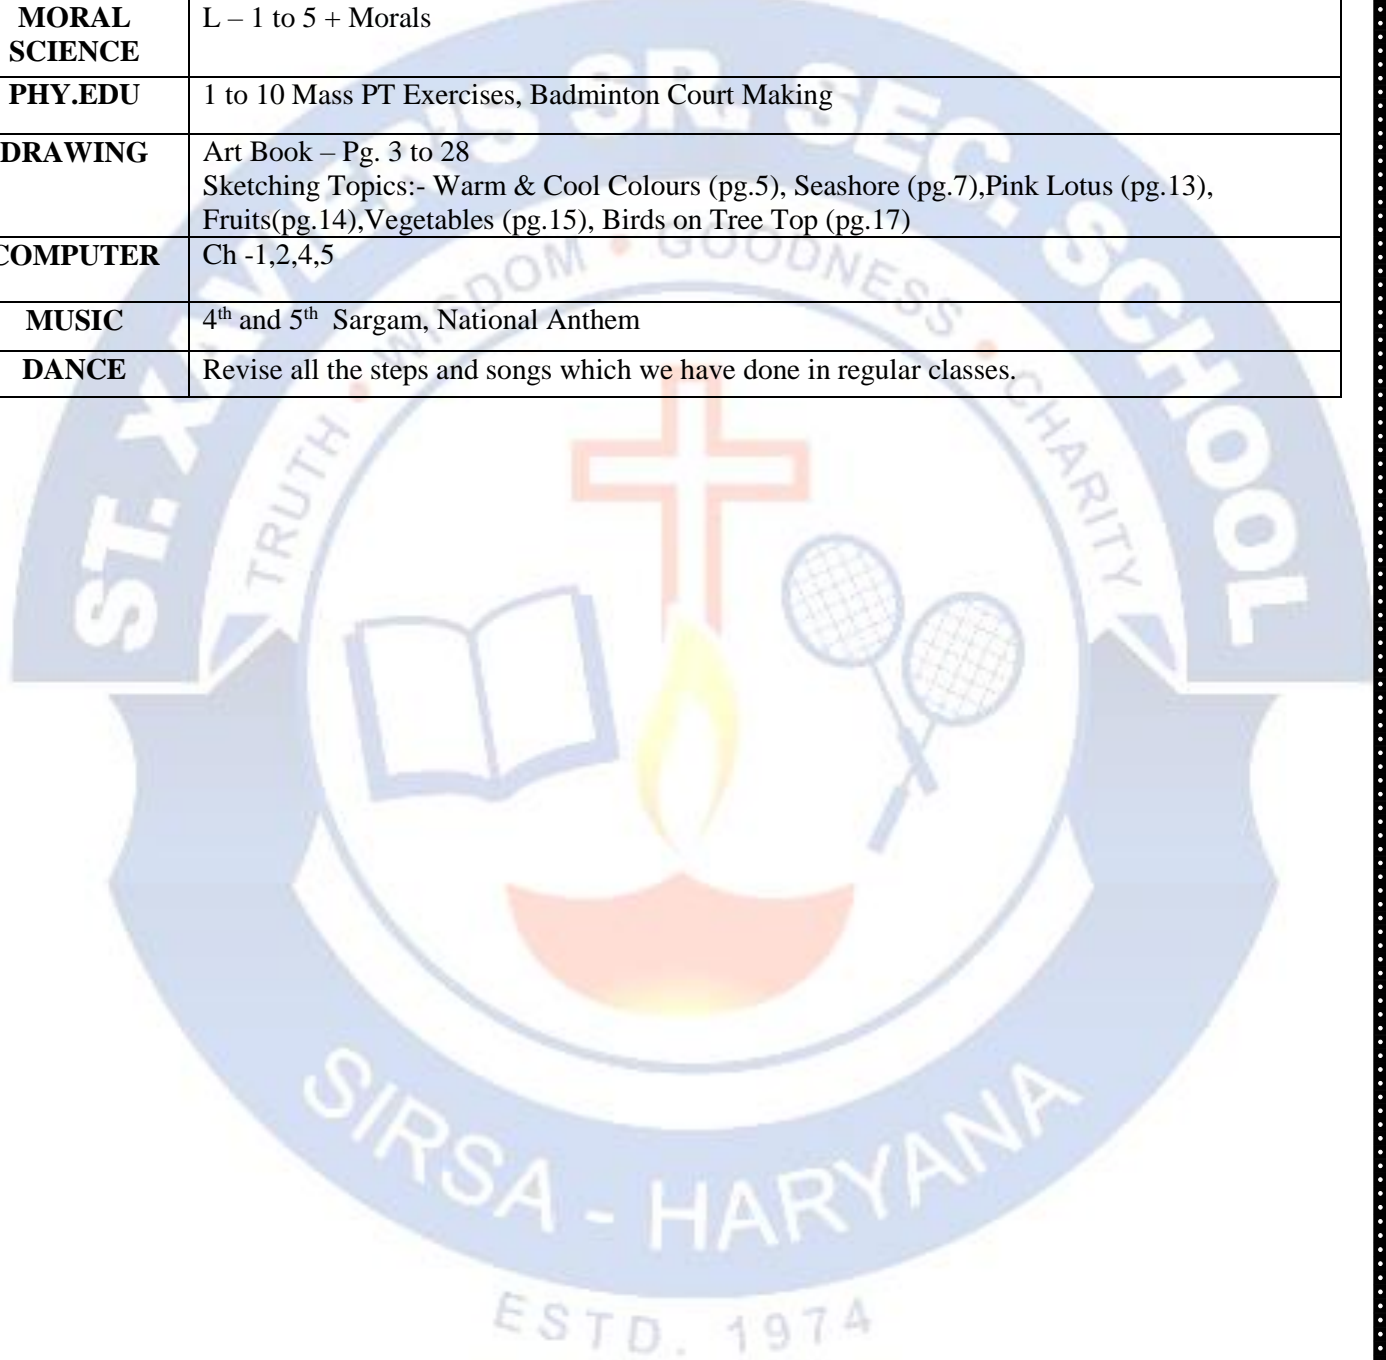 MORAL SCIENCE L – 1 to 5 + Morals
PHY.EDU 1 to 10 Mass PT Exercises, Badminton Court Making
DRAWING Art Book – Pg. 3 to 28
Sketching Topics:- Warm & Cool Colours (pg.5), Seashore (pg.7),Pink Lotus (pg.13),
Fruits(pg.14),Vegetables (pg.15), Birds on Tree Top (pg.17)
COMPUTER Ch -1,2,4,5
MUSIC 4th and 5th Sargam, National Anthem
DANCE Revise all the steps and songs which we have done in regular classes.
ST. XAVIER'S SR. SEC. SCHOOL
TRUTH • WISDOM • GOODNESS • CHARITY
SIRSA - HARYANA
ESTD. 1974